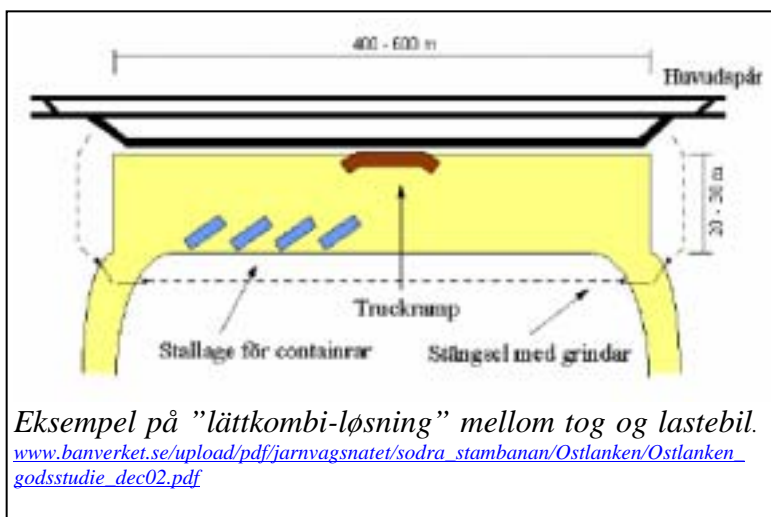 400 - 600 m
Huvudspår
20 - 30 m
Truckramp
Stallage för containrar
Stängsel med grindar
Eksempel på ”lättkombi-løsning” mellom tog og lastebil.
www.banverket.se/upload/pdf/jarnvagsnatet/sodra_stambanan/Ostlanken/Ostlanken_
godsstudie_dec02.pdf